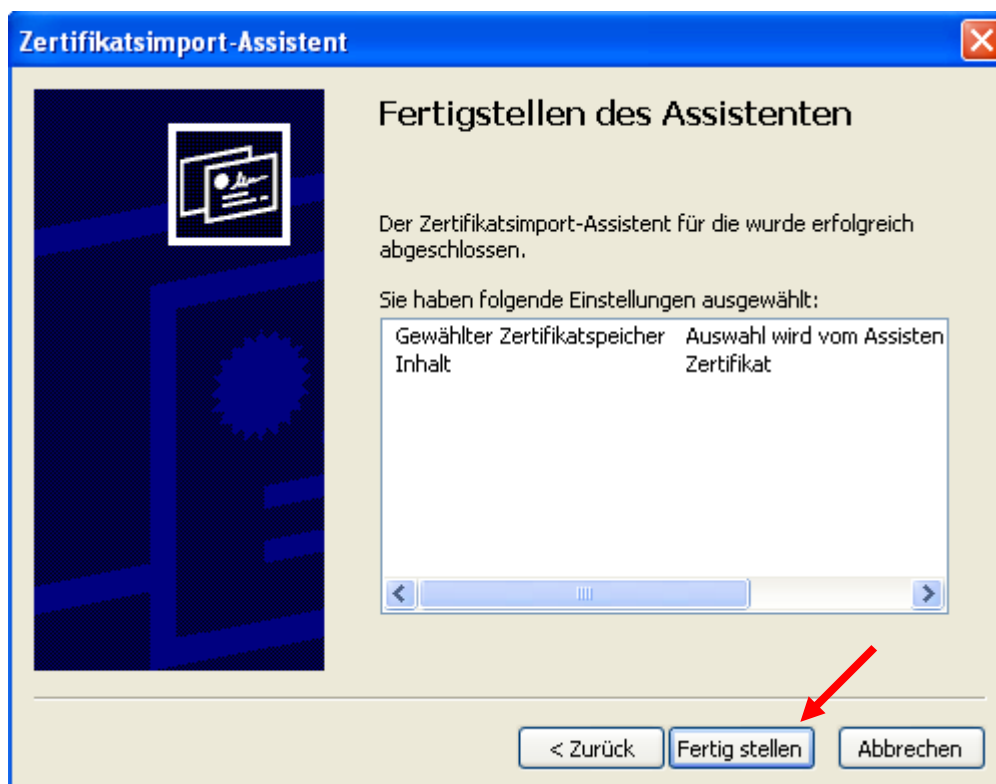 Zertifikatsimport-Assistent
Fertigstellen des Assistenten
Der Zertifikatsimport-Assistent für die wurde erfolgreich
abgeschlossen.
Sie haben folgende Einstellungen ausgewählt:
Gewählter Zertifikatspeicher Auswahl wird vom Assisten
Inhalt Zertifikat
< Zurück Fertig stellen Abbrechen